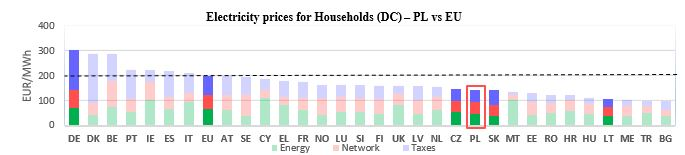 Electricity prices for Households (DC) – PL vs EU
400
300
200
100
0
EUR/MWh
DE DK BE PT IE ES IT EU AT SE CY EL FR NO LU SI FI UK LV NL CZ PL SK MT EE RO HR HU LT ME TR BG
Energy Network Taxes